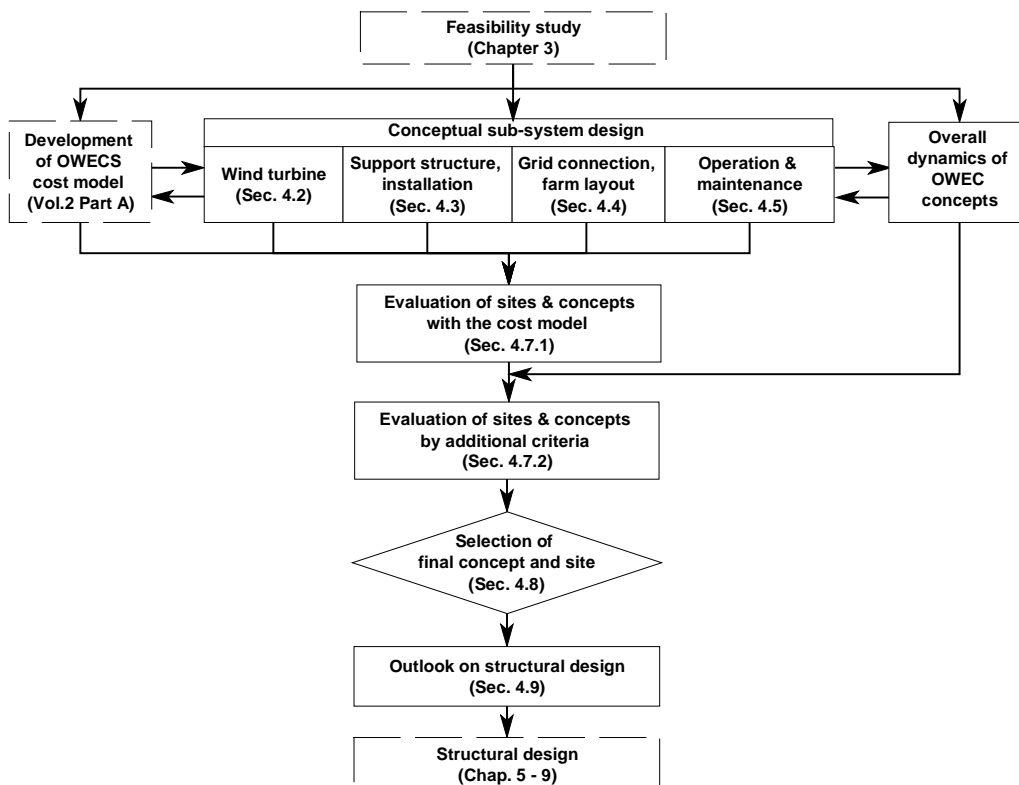 Feasibility study
(Chapter 3)
Development
of OWECS
cost model
(Vol.2 Part A)
Conceptual sub-system design
Wind turbine
(Sec. 4.2)
Support structure,
installation
(Sec. 4.3)
Grid connection,
farm layout
(Sec. 4.4)
Operation &
maintenance
(Sec. 4.5)
Overall
dynamics of
OWEC
concepts
Evaluation of sites & concepts
with the cost model
(Sec. 4.7.1)
Evaluation of sites & concepts
by additional criteria
(Sec. 4.7.2)
Selection of
final concept and site
(Sec. 4.8)
Outlook on structural design
(Sec. 4.9)
Structural design
(Chap. 5 - 9)